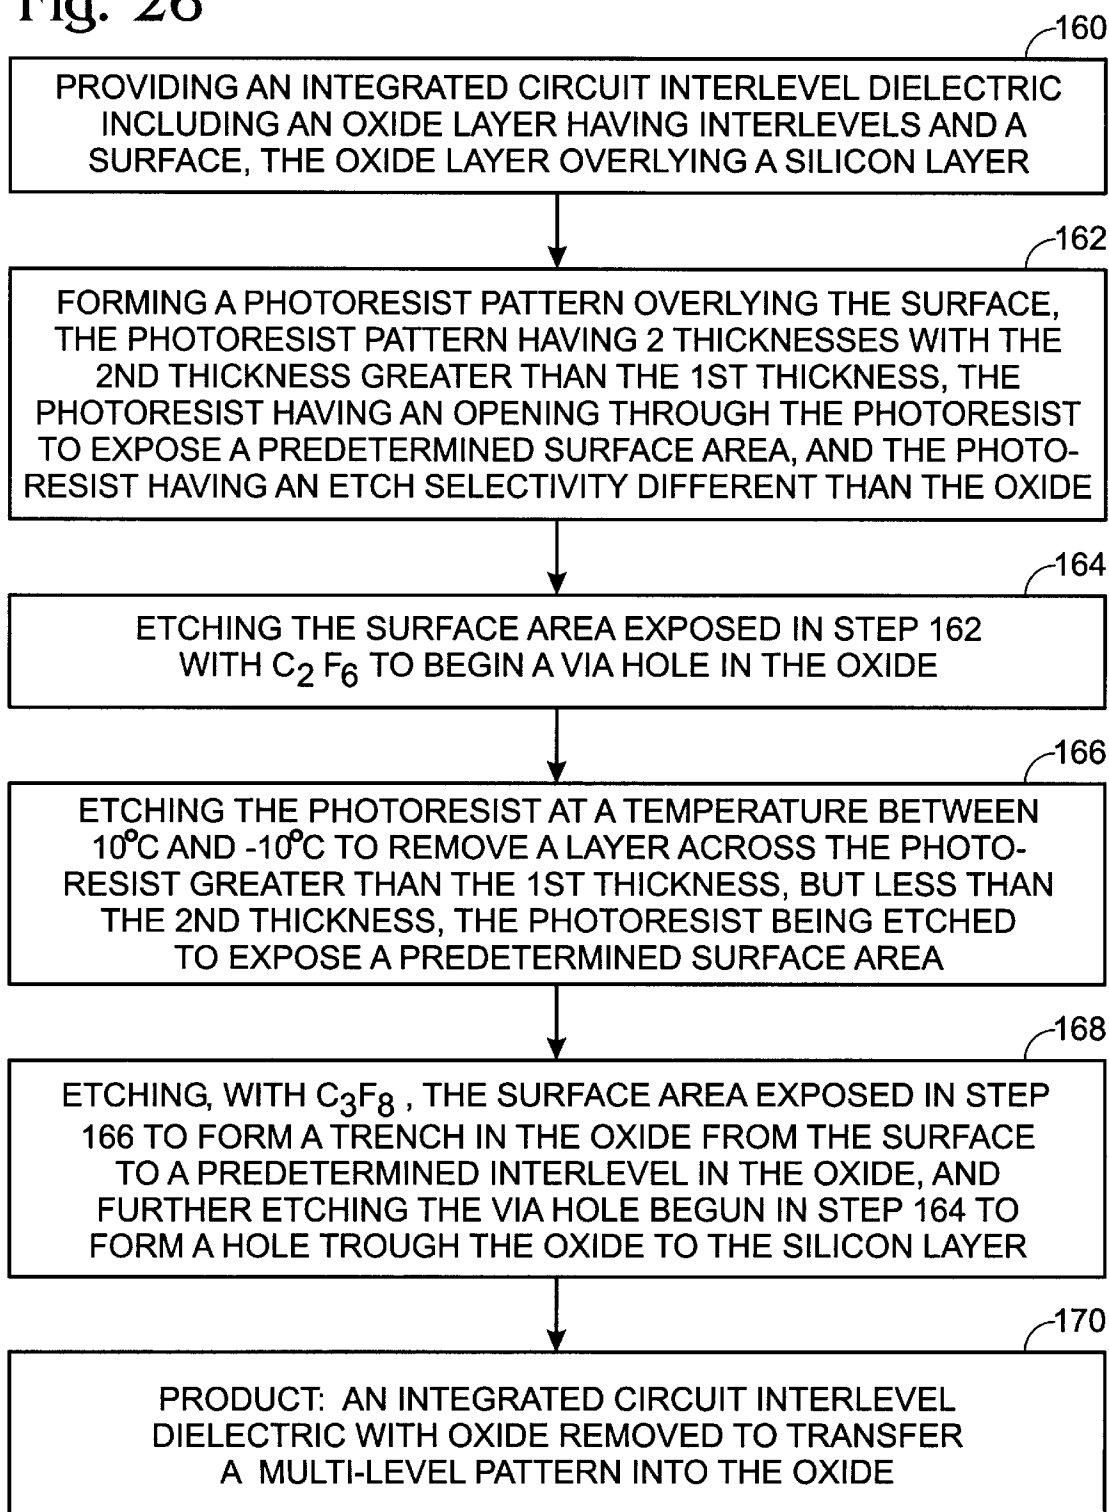 Fig. 26
160
PROVIDING AN INTEGRATED CIRCUIT INTERLEVEL DIELECTRIC
INCLUDING AN OXIDE LAYER HAVING INTERLEVELS AND A
SURFACE, THE OXIDE LAYER OVERLYING A SILICON LAYER
162
FORMING A PHOTORESIST PATTERN OVERLYING THE SURFACE,
THE PHOTORESIST PATTERN HAVING 2 THICKNESSES WITH THE
2ND THICKNESS GREATER THAN THE 1ST THICKNESS, THE
PHOTORESIST HAVING AN OPENING THROUGH THE PHOTORESIST
TO EXPOSE A PREDETERMINED SURFACE AREA, AND THE PHOTO-
RESIST HAVING AN ETCH SELECTIVITY DIFFERENT THAN THE OXIDE
164
ETCHING THE SURFACE AREA EXPOSED IN STEP 162
WITH C2 F6 TO BEGIN A VIA HOLE IN THE OXIDE
166
ETCHING THE PHOTORESIST AT A TEMPERATURE BETWEEN
10°C AND -10°C TO REMOVE A LAYER ACROSS THE PHOTO-
RESIST GREATER THAN THE 1ST THICKNESS, BUT LESS THAN
THE 2ND THICKNESS, THE PHOTORESIST BEING ETCHED
TO EXPOSE A PREDETERMINED SURFACE AREA
168
ETCHING, WITH C3F8 , THE SURFACE AREA EXPOSED IN STEP
166 TO FORM A TRENCH IN THE OXIDE FROM THE SURFACE
TO A PREDETERMINED INTERLEVEL IN THE OXIDE, AND
FURTHER ETCHING THE VIA HOLE BEGUN IN STEP 164 TO
FORM A HOLE TROUGH THE OXIDE TO THE SILICON LAYER
170
PRODUCT: AN INTEGRATED CIRCUIT INTERLEVEL
DIELECTRIC WITH OXIDE REMOVED TO TRANSFER
A MULTI-LEVEL PATTERN INTO THE OXIDE